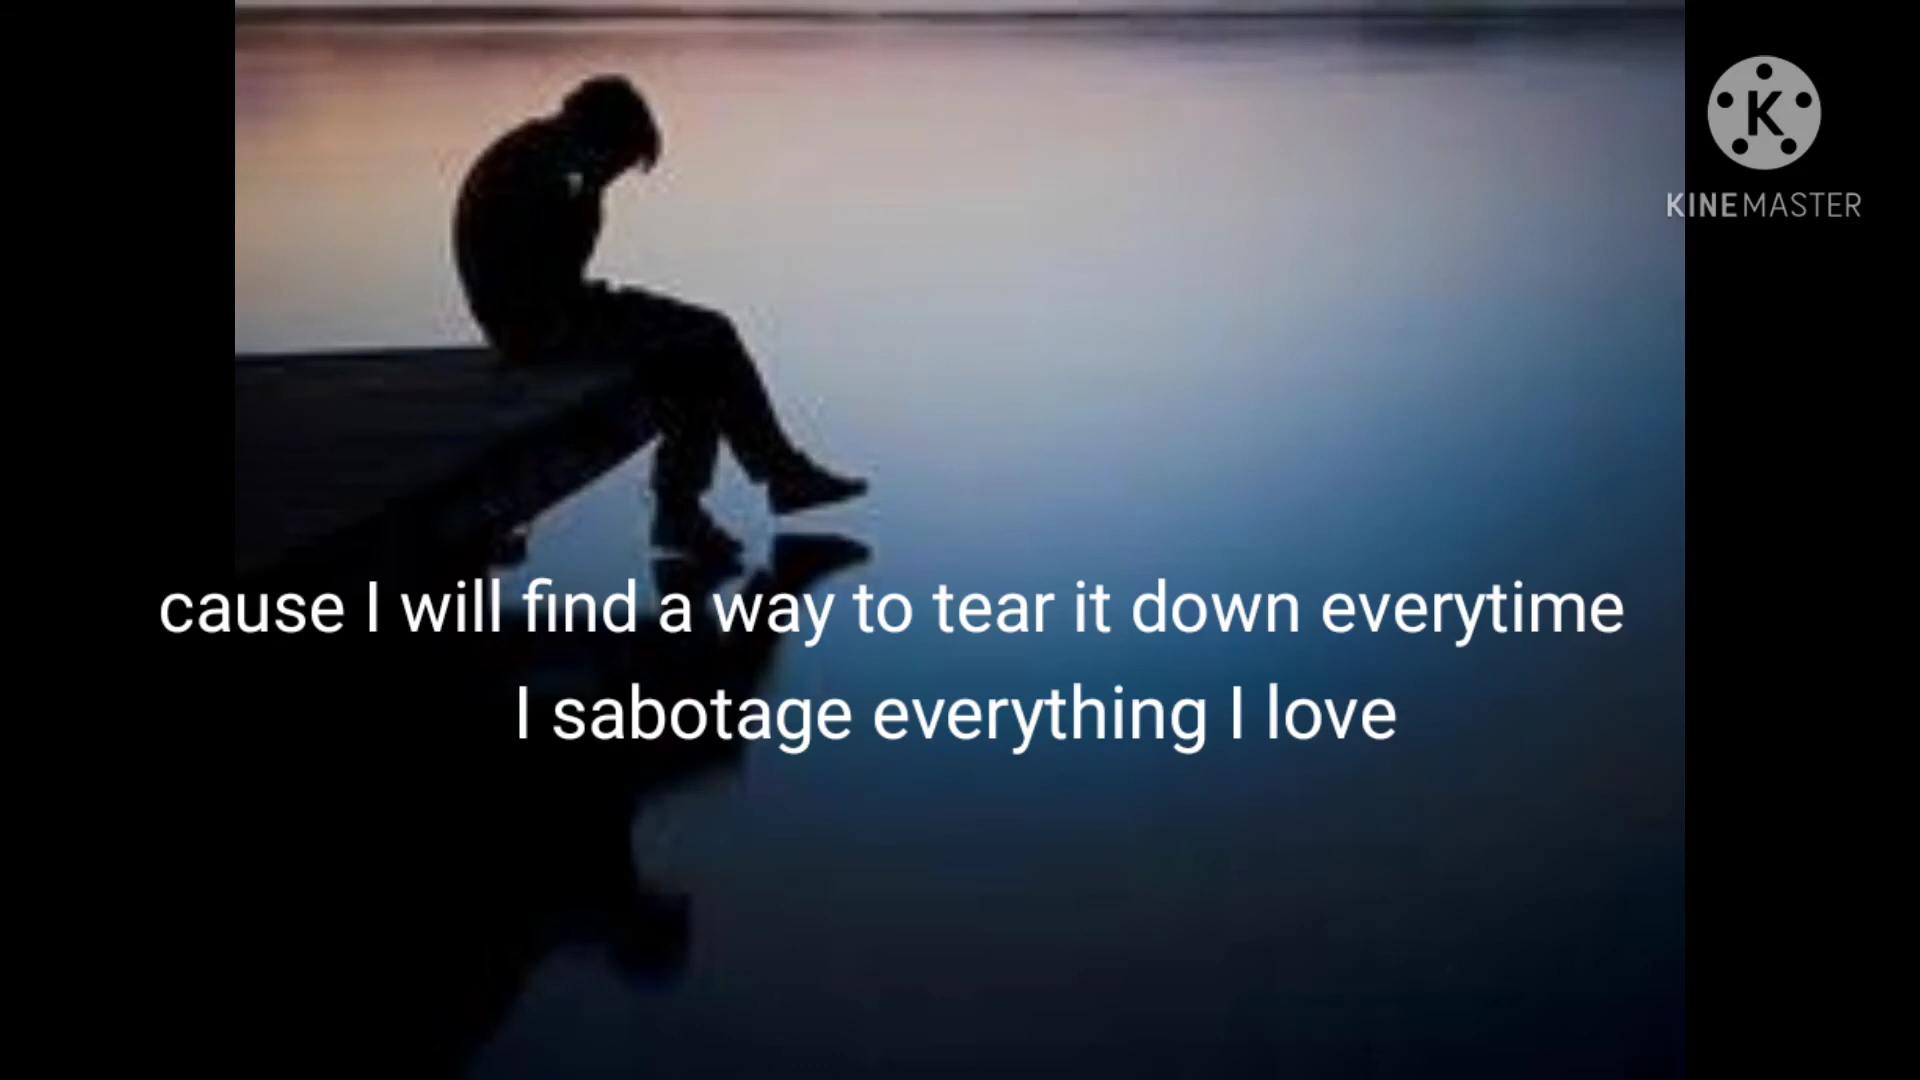 K
KINEMASTER
cause I will find a way to tear it down everytime
I sabotage everything I love